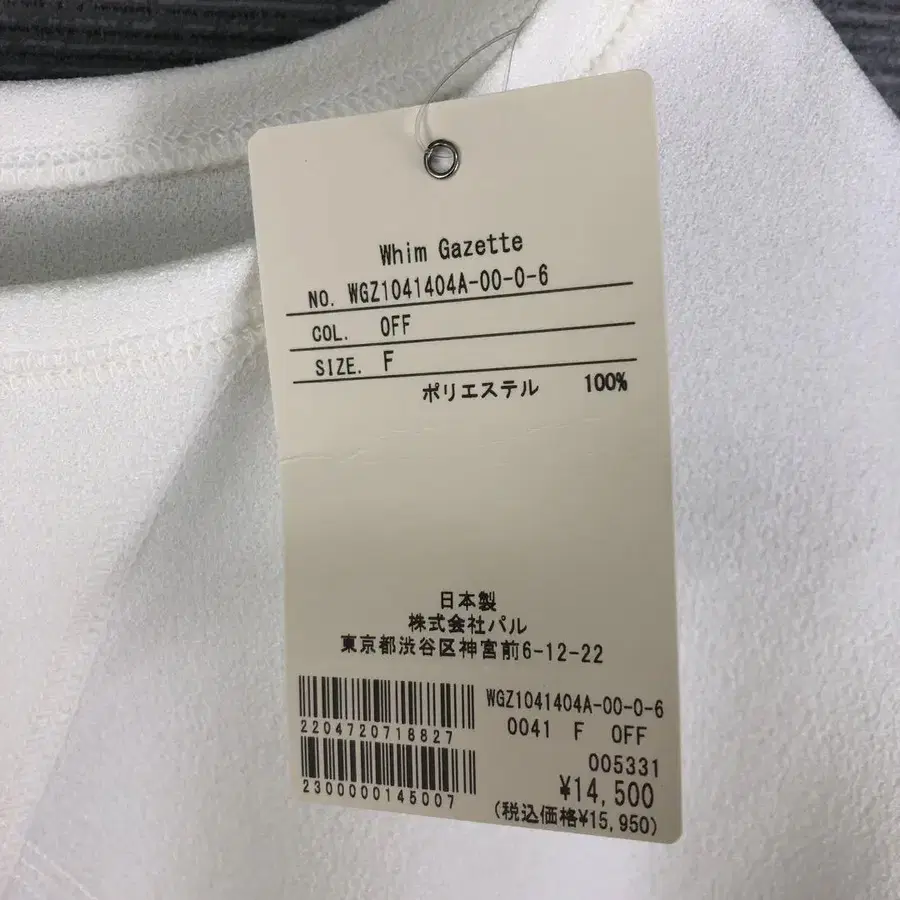 Whim Gazette
NO. WGZ1041404A-00-0-6
COL. OFF
SIZE. F
ポリエステル 100%
日本製
株式会社パル
東京都渋谷区神宮前6-12-22
2204720718827
2300000145007
WGZ1041404A-00-0-6
0041 F OFF
005331
¥14,500
(税込価格¥15,950)